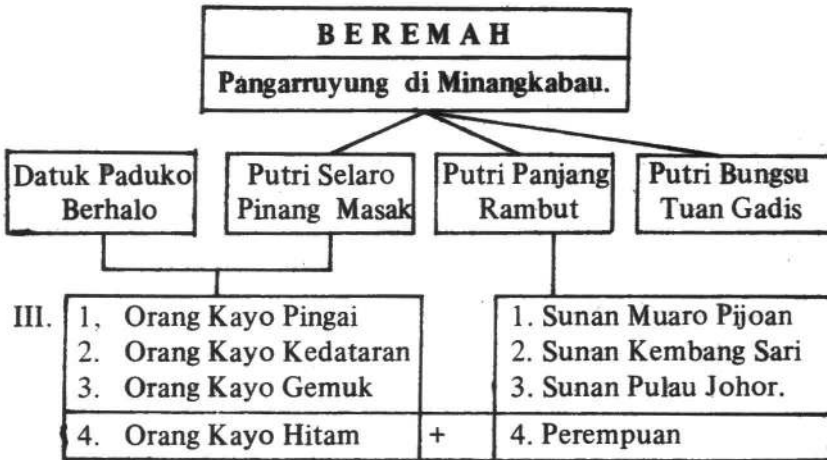 BEREMAH
Pangarruyung di Minangkabau.
Datuk Paduko
Berhalo
Putri Selaro
Pinang Masak
Putri Panjang
Rambut
Putri Bungsu
Tuan Gadis
III.
1, Orang Kayo Pingai
2. Orang Kayo Kedataran
3. Orang Kayo Gemuk
4. Orang Kayo Hitam
+
1. Sunan Muaro Pijoan
2. Sunan Kembang Sari
3. Sunan Pulau Johor.
4. Perempuan